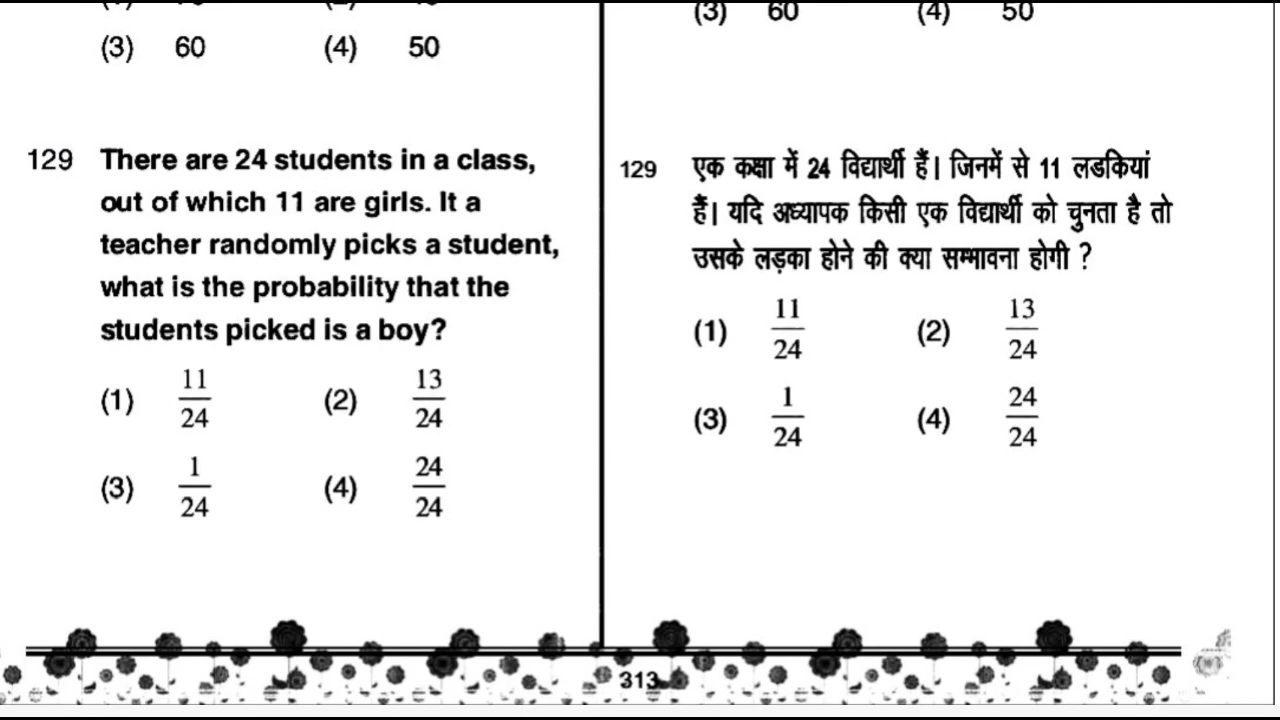 (3) 60 (4) 50
129 There are 24 students in a class,
out of which 11 are girls. It a
teacher randomly picks a student,
what is the probability that the
students picked is a boy?
(1) 11/24 (2) 13/24
(3) 1/24 (4) 24/24
(3) 60 (4) 50
129 एक कक्षा में 24 विद्यार्थी हैं। जिनमें से 11 लडकियां
हैं। यदि अध्यापक किसी एक विद्यार्थी को चुनता है तो
उसके लड़का होने की क्या सम्भावना होगी ?
(1) 11/24 (2) 13/24
(3) 1/24 (4) 24/24
313